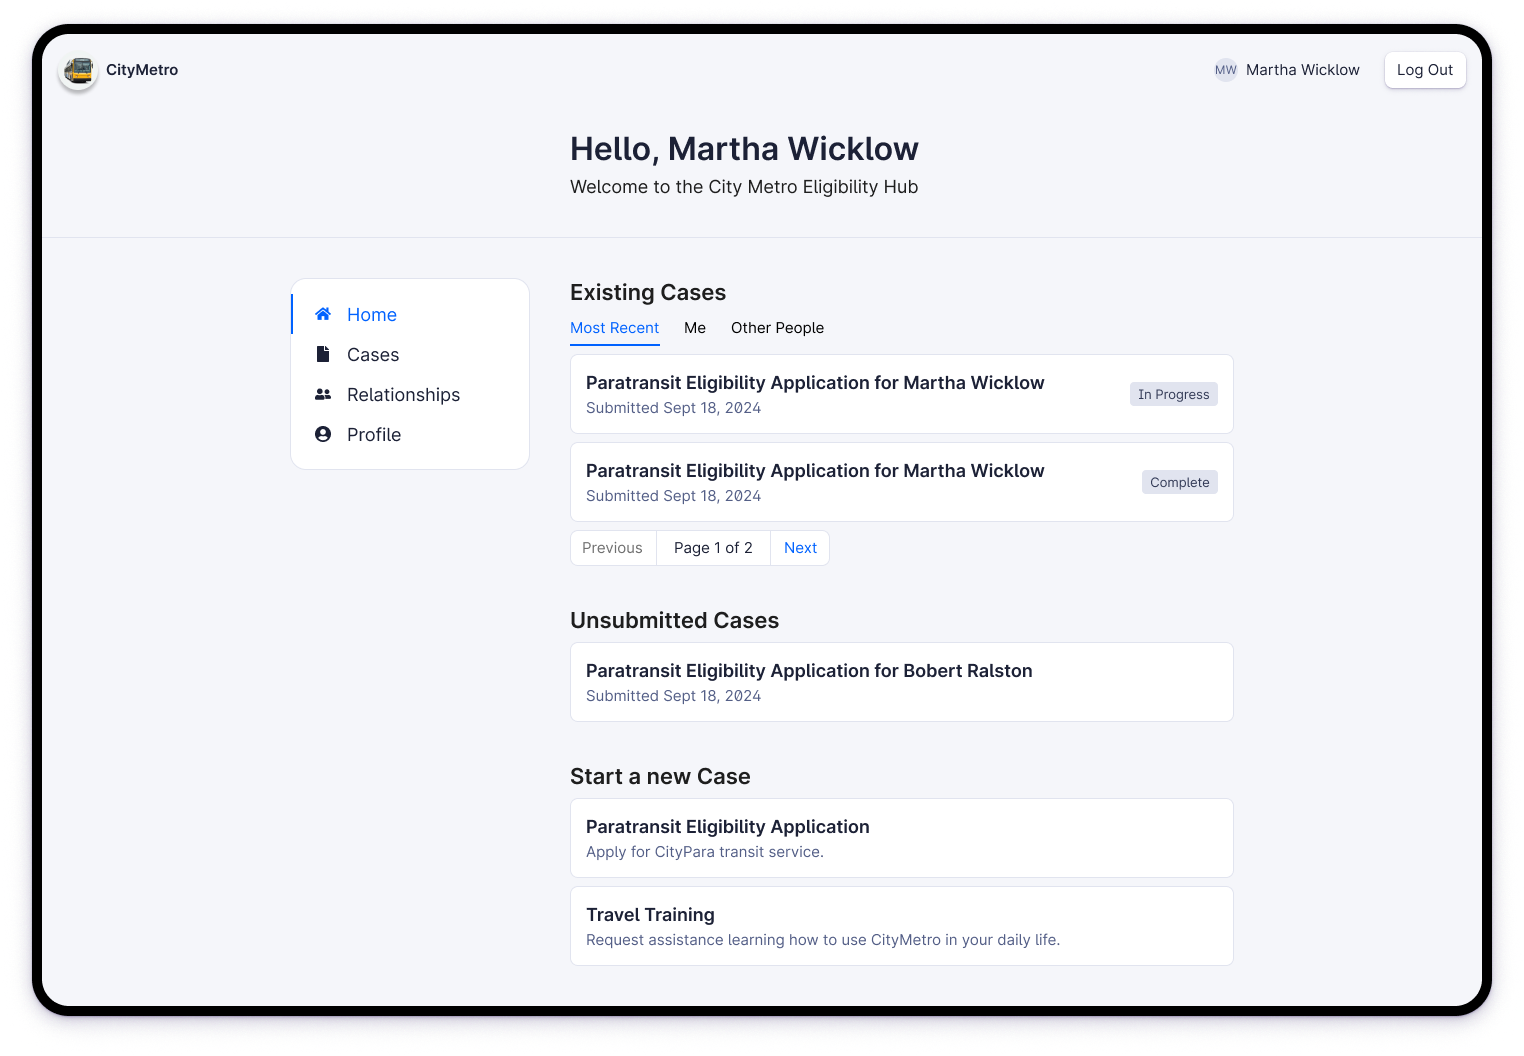 CityMetro
MW Martha Wicklow
Log Out
Hello, Martha Wicklow
Welcome to the City Metro Eligibility Hub
Home
Cases
Relationships
Profile
Existing Cases
Most Recent Me Other People
Paratransit Eligibility Application for Martha Wicklow
Submitted Sept 18, 2024
In Progress
Paratransit Eligibility Application for Martha Wicklow
Submitted Sept 18, 2024
Complete
Previous Page 1 of 2 Next
Unsubmitted Cases
Paratransit Eligibility Application for Bobert Ralston
Submitted Sept 18, 2024
Start a new Case
Paratransit Eligibility Application
Apply for CityPara transit service.
Travel Training
Request assistance learning how to use CityMetro in your daily life.